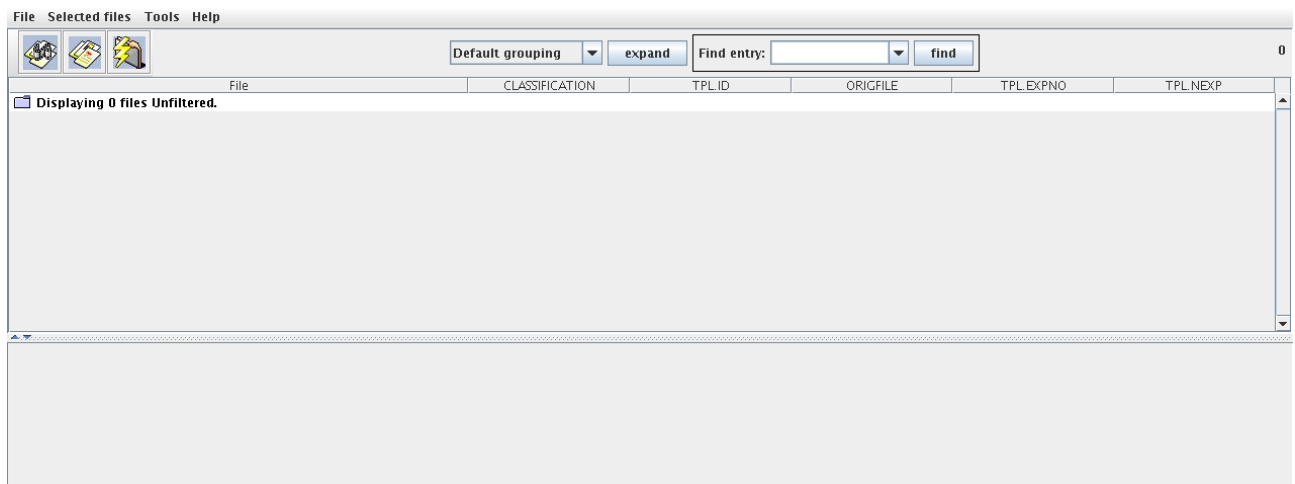 File Selected files Tools Help
Default grouping expand Find entry: find 0
File CLASSIFICATION TPL.ID ORIGFILE TPL.EXPNO TPL.NEXP
Displaying 0 files Unfiltered.